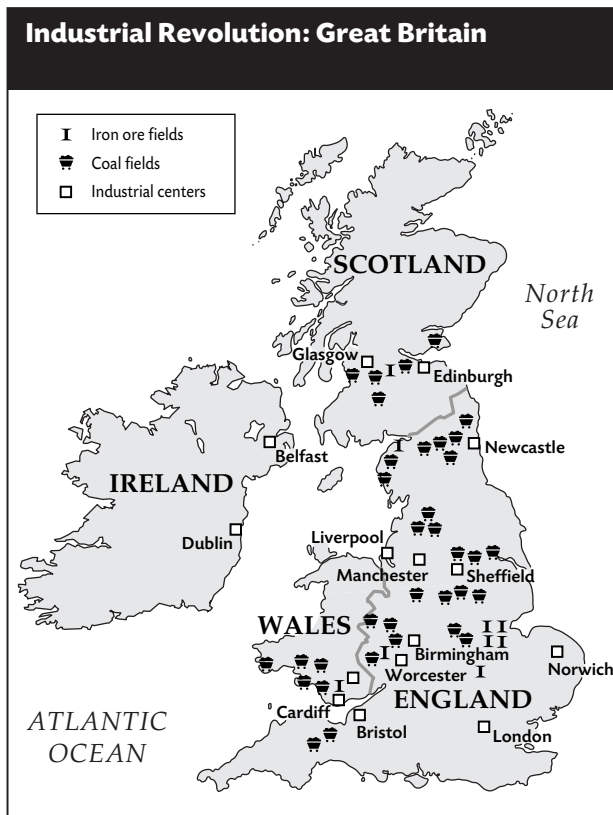 Industrial Revolution: Great Britain
Iron ore fields
Coal fields
Industrial centers
SCOTLAND
North
Sea
Glasgow
Edinburgh
Newcastle
Belfast
IRELAND
Dublin
Liverpool
Manchester
Sheffield
WALES
Birmingham
Worcester
Norwich
ENGLAND
Cardiff
Bristol
London
ATLANTIC
OCEAN